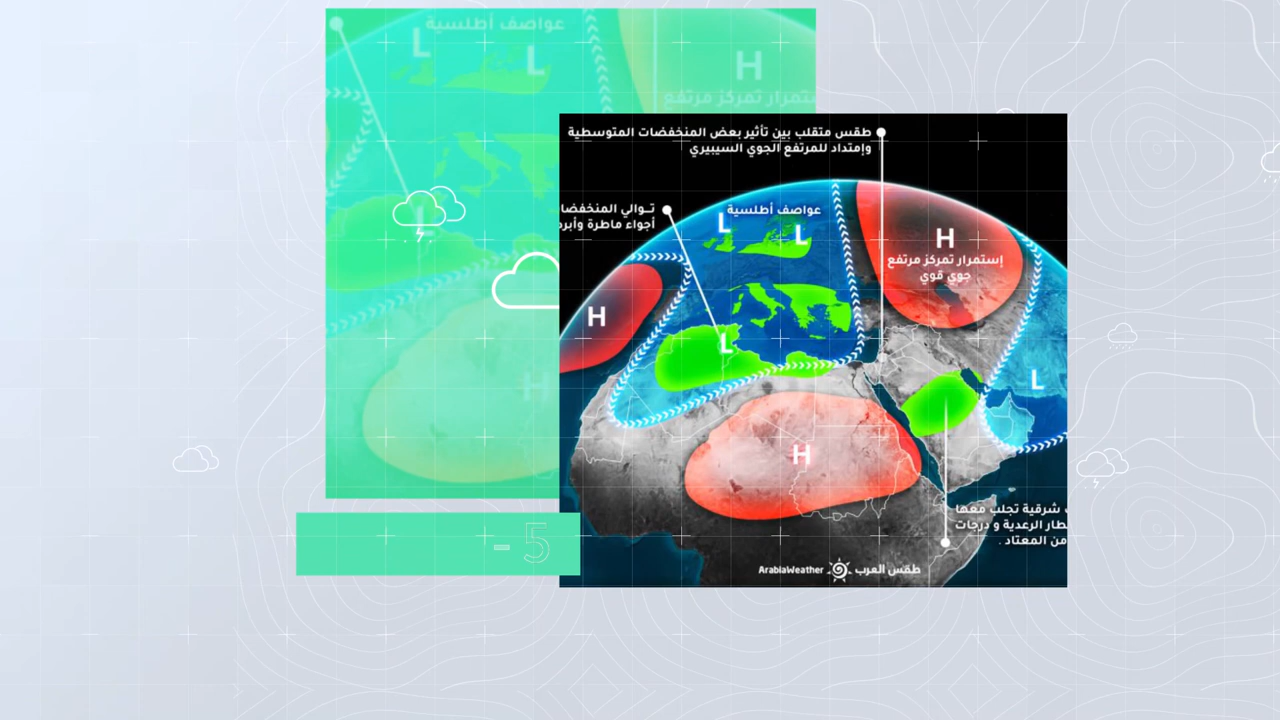 عواصف أطلسية
L
L
H
إستمرار تمركز مرتفع
L
H
طقس متقلب بين تأثير بعض المنخفضات المتوسطية
وإمتداد للمرتفع الجوي السيبيري
تـوالي المنخفضا
أجواء ماطرة وأبر
عواصف أطلسية
L
L
H
إستمرار تمركز مرتفع
جوي قوي
H
L
L
H
شرقية تجلب معها
طار الرعدية و درجات
من المعتاد .
ArabiaWeather طقس العرب
- 5